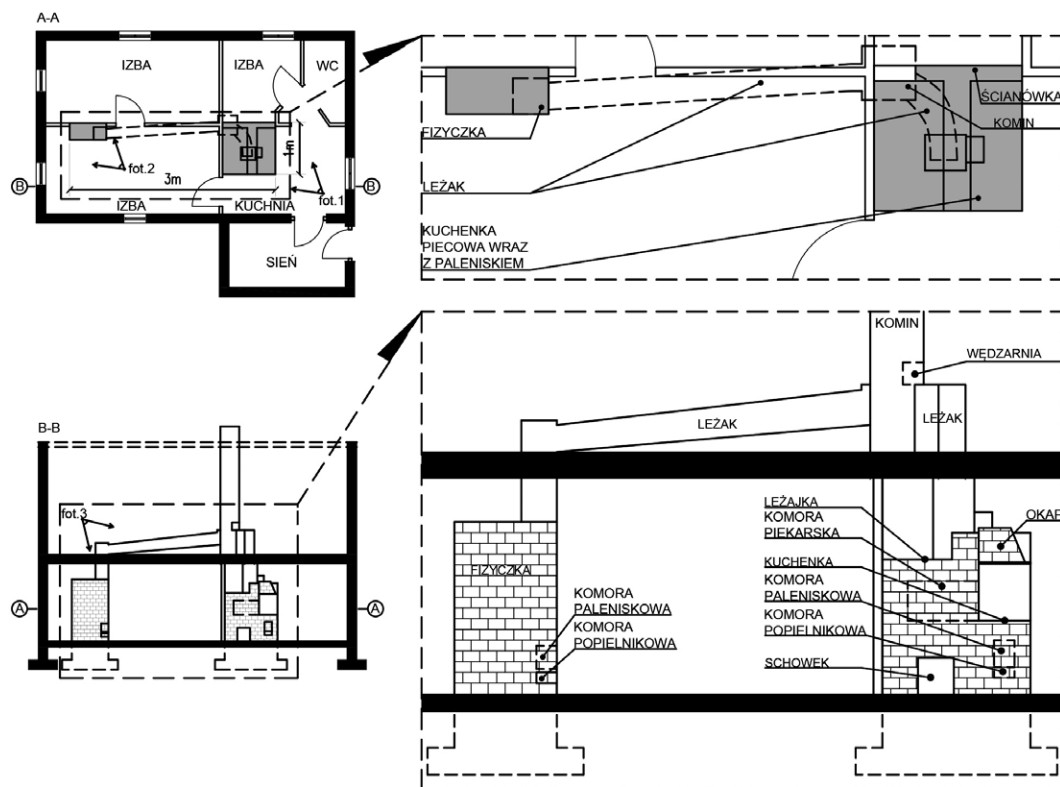 A-A
IZBA
IZBA
WC
fot.2
3m
1m
B
B
IZBA
KUCHNIA
fot.1
SIEŃ
FIZYCZKA
LEŻAK
KUCHENKA
PIECOWA WRAZ
Z PALENISKIEM
ŚCIANÓWKA
KOMIN
B-B
fot.3
A
A
KOMIN
WĘDZARNIA
LEŻAK
LEŻAK
LEŻAJKA
KOMORA
PIEKARSKA
OKAP
KUCHENKA
KOMORA
PALENISKOWA
KOMORA
POPIELNIKOWA
SCHOWEK
FIZYCZKA
KOMORA
PALENISKOWA
KOMORA
POPIELNIKOWA